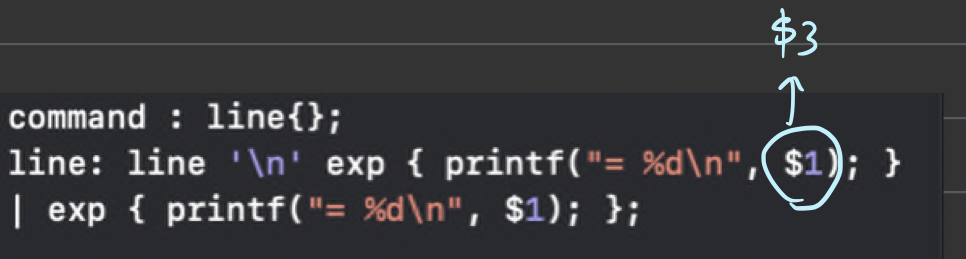 $3
command : line{};
line: line '\n' exp { printf("= %d\n", $1); }
| exp { printf("= %d\n", $1); };